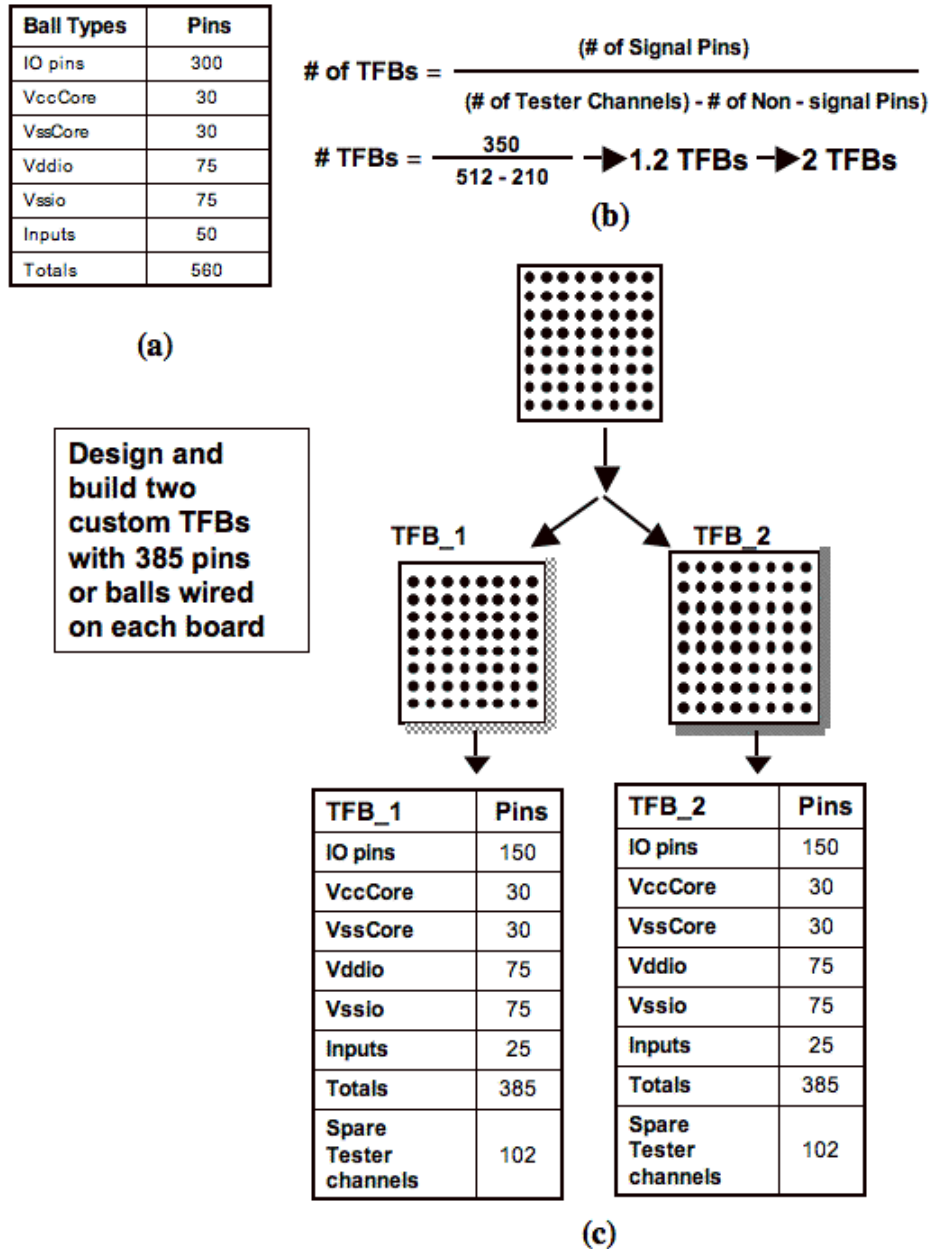 Ball Types Pins
IO pins 300
VccCore 30
VssCore 30
Vddio 75
Vssio 75
Inputs 50
Totals 560
(a)
# of TFBs = (# of Signal Pins)
(# of Tester Channels) - # of Non - signal Pins)
# TFBs = 350
512 - 210
1.2 TFBs 2 TFBs
(b)
Design and
build two
custom TFBs
with 385 pins
or balls wired
on each board
TFB_1
TFB_2
TFB_1 Pins
IO pins 150
VccCore 30
VssCore 30
Vddio 75
Vssio 75
Inputs 25
Totals 385
Spare
Tester 102
channels
TFB_2 Pins
IO pins 150
VccCore 30
VssCore 30
Vddio 75
Vssio 75
Inputs 25
Totals 385
Spare
Tester 102
channels
(c)